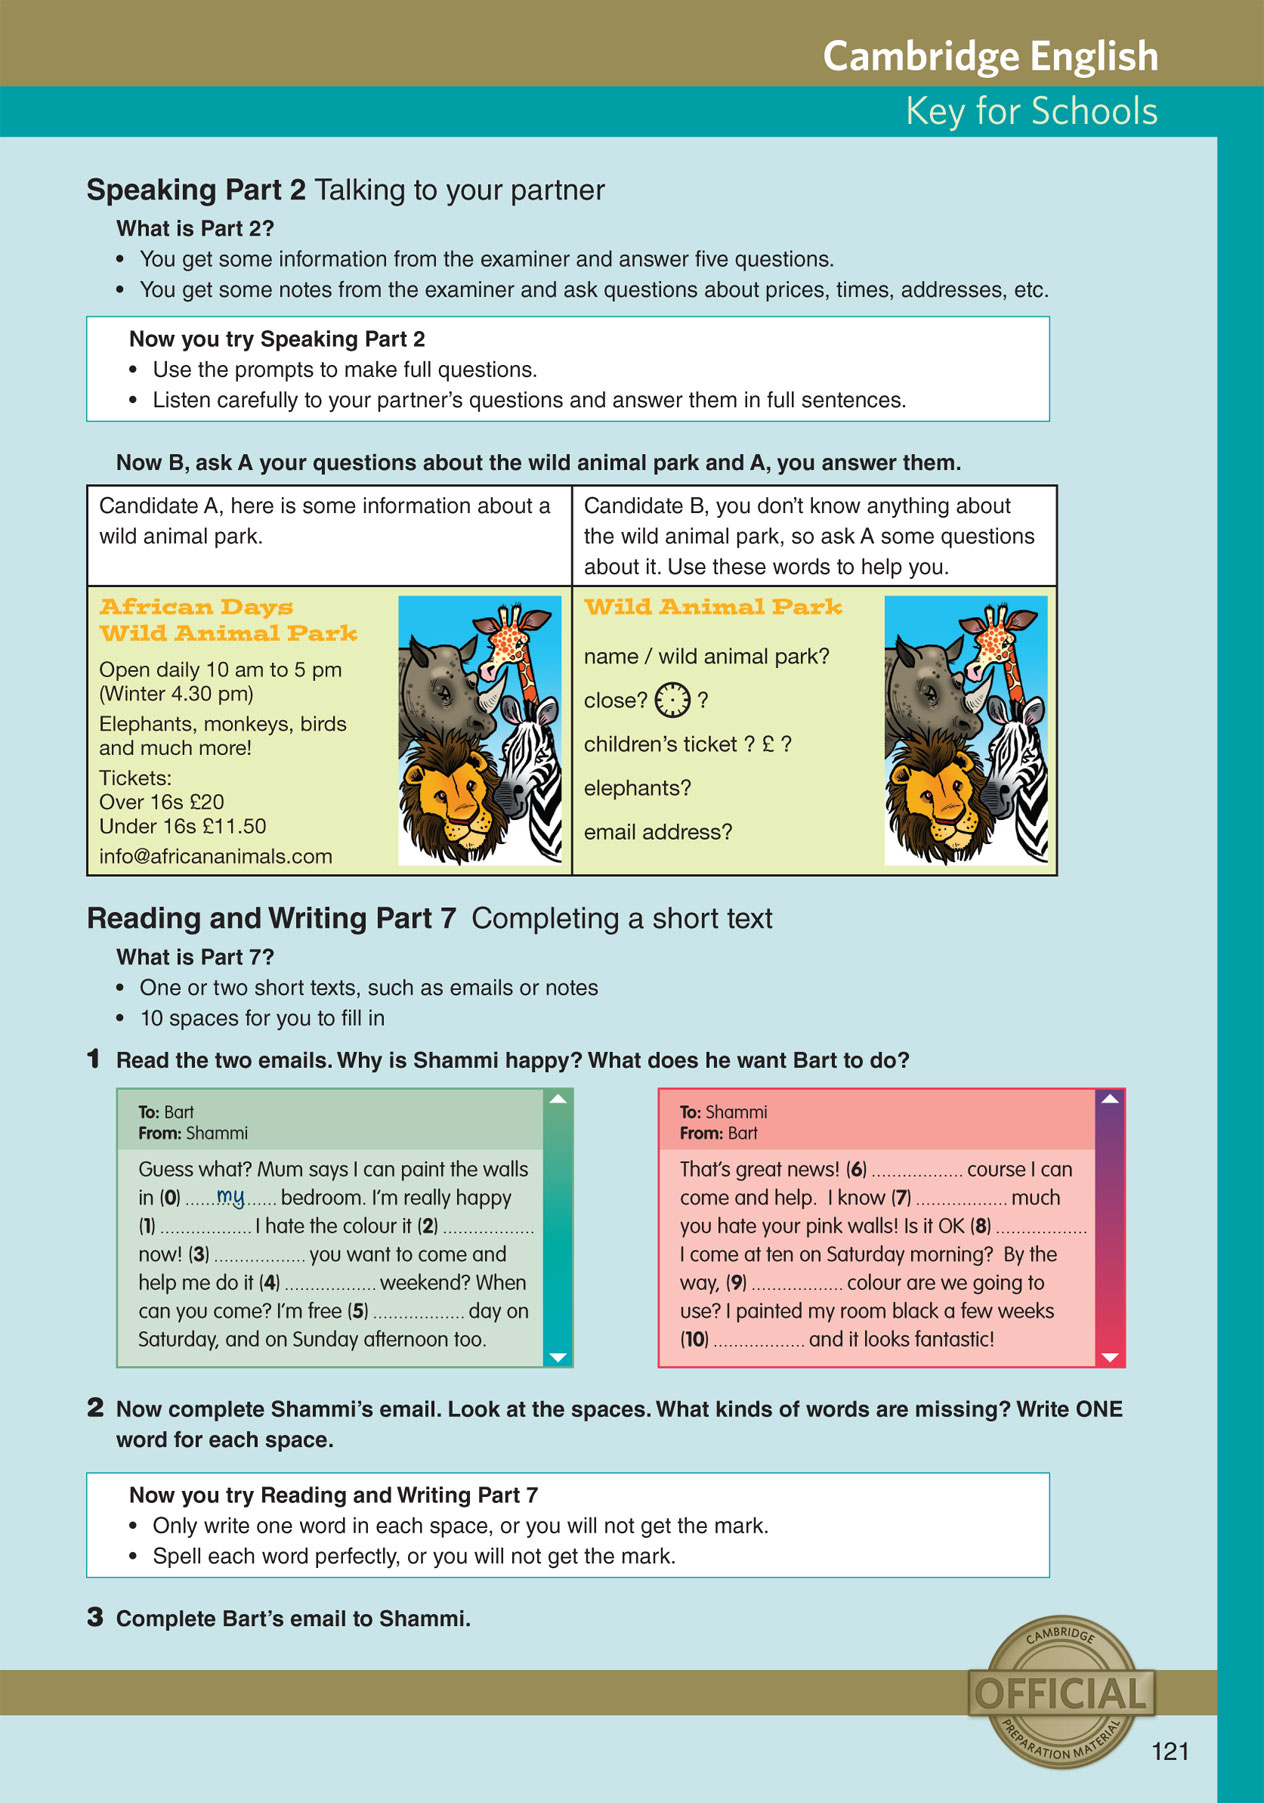 Cambridge English
Key for Schools
Speaking Part 2 Talking to your partner
What is Part 2?
• You get some information from the examiner and answer five questions.
• You get some notes from the examiner and ask questions about prices, times, addresses, etc.
Now you try Speaking Part 2
• Use the prompts to make full questions.
• Listen carefully to your partner's questions and answer them in full sentences.
Now B, ask A your questions about the wild animal park and A, you answer them.
Candidate A, here is some information about a
wild animal park.
Candidate B, you don't know anything about
the wild animal park, so ask A some questions
about it. Use these words to help you.
African Days
Wild Animal Park
Open daily 10 am to 5 pm
(Winter 4.30 pm)
Elephants, monkeys, birds
and much more!
Tickets:
Over 16s £20
Under 16s £11.50
info@africananimals.com
Wild Animal Park
name / wild animal park?
close? ?
children's ticket ? £ ?
elephants?
email address?
Reading and Writing Part 7 Completing a short text
What is Part 7?
• One or two short texts, such as emails or notes
• 10 spaces for you to fill in
1 Read the two emails. Why is Shammi happy? What does he want Bart to do?
To: Bart
From: Shammi
Guess what? Mum says I can paint the walls
in (0) ......my...... bedroom. I'm really happy
(1) .................. I hate the colour it (2) ..................
now! (3) .................. you want to come and
help me do it (4) .................. weekend? When
can you come? I'm free (5) .................. day on
Saturday, and on Sunday afternoon too.
To: Shammi
From: Bart
That's great news! (6) .................. course I can
come and help. I know (7) .................. much
you hate your pink walls! Is it OK (8) ..................
I come at ten on Saturday morning? By the
way, (9) .................. colour are we going to
use? I painted my room black a few weeks
(10) .................. and it looks fantastic!
2 Now complete Shammi's email. Look at the spaces. What kinds of words are missing? Write ONE
word for each space.
Now you try Reading and Writing Part 7
• Only write one word in each space, or you will not get the mark.
• Spell each word perfectly, or you will not get the mark.
3 Complete Bart's email to Shammi.
CAMBRIDGE
OFFICIAL
PREPARATION MATERIAL
121